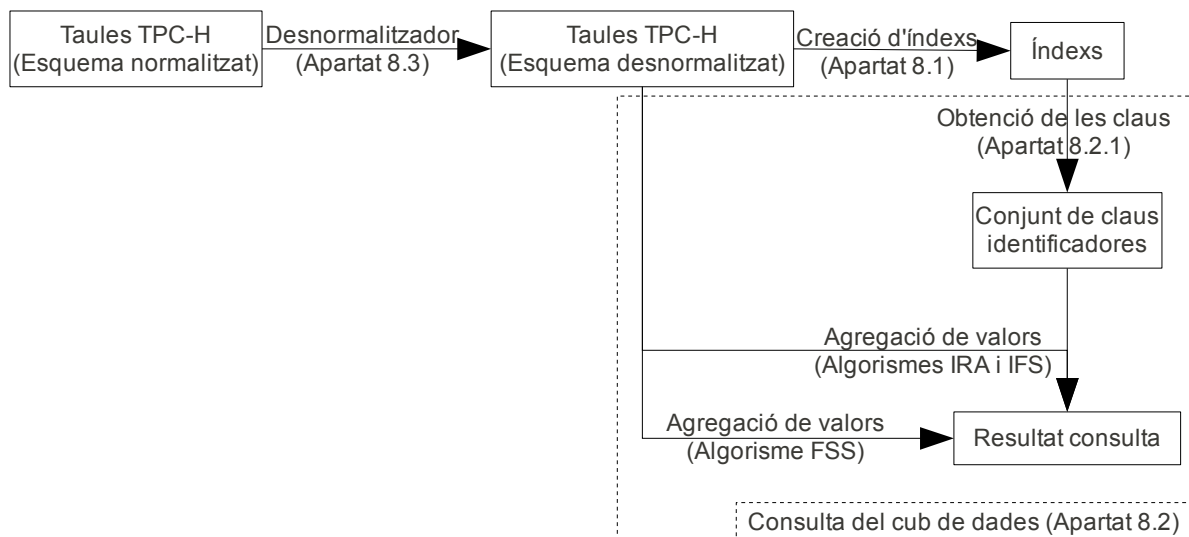 Taules TPC-H
(Esquema normalitzat)
Desnormalitzador
(Apartat 8.3)
Taules TPC-H
(Esquema desnormalitzat)
Creació d'índexs
(Apartat 8.1)
Índexs
Obtenció de les claus
(Apartat 8.2.1)
Conjunt de claus
identificadores
Agregació de valors
(Algorismes IRA i IFS)
Agregació de valors
(Algorisme FSS)
Resultat consulta
Consulta del cub de dades (Apartat 8.2)